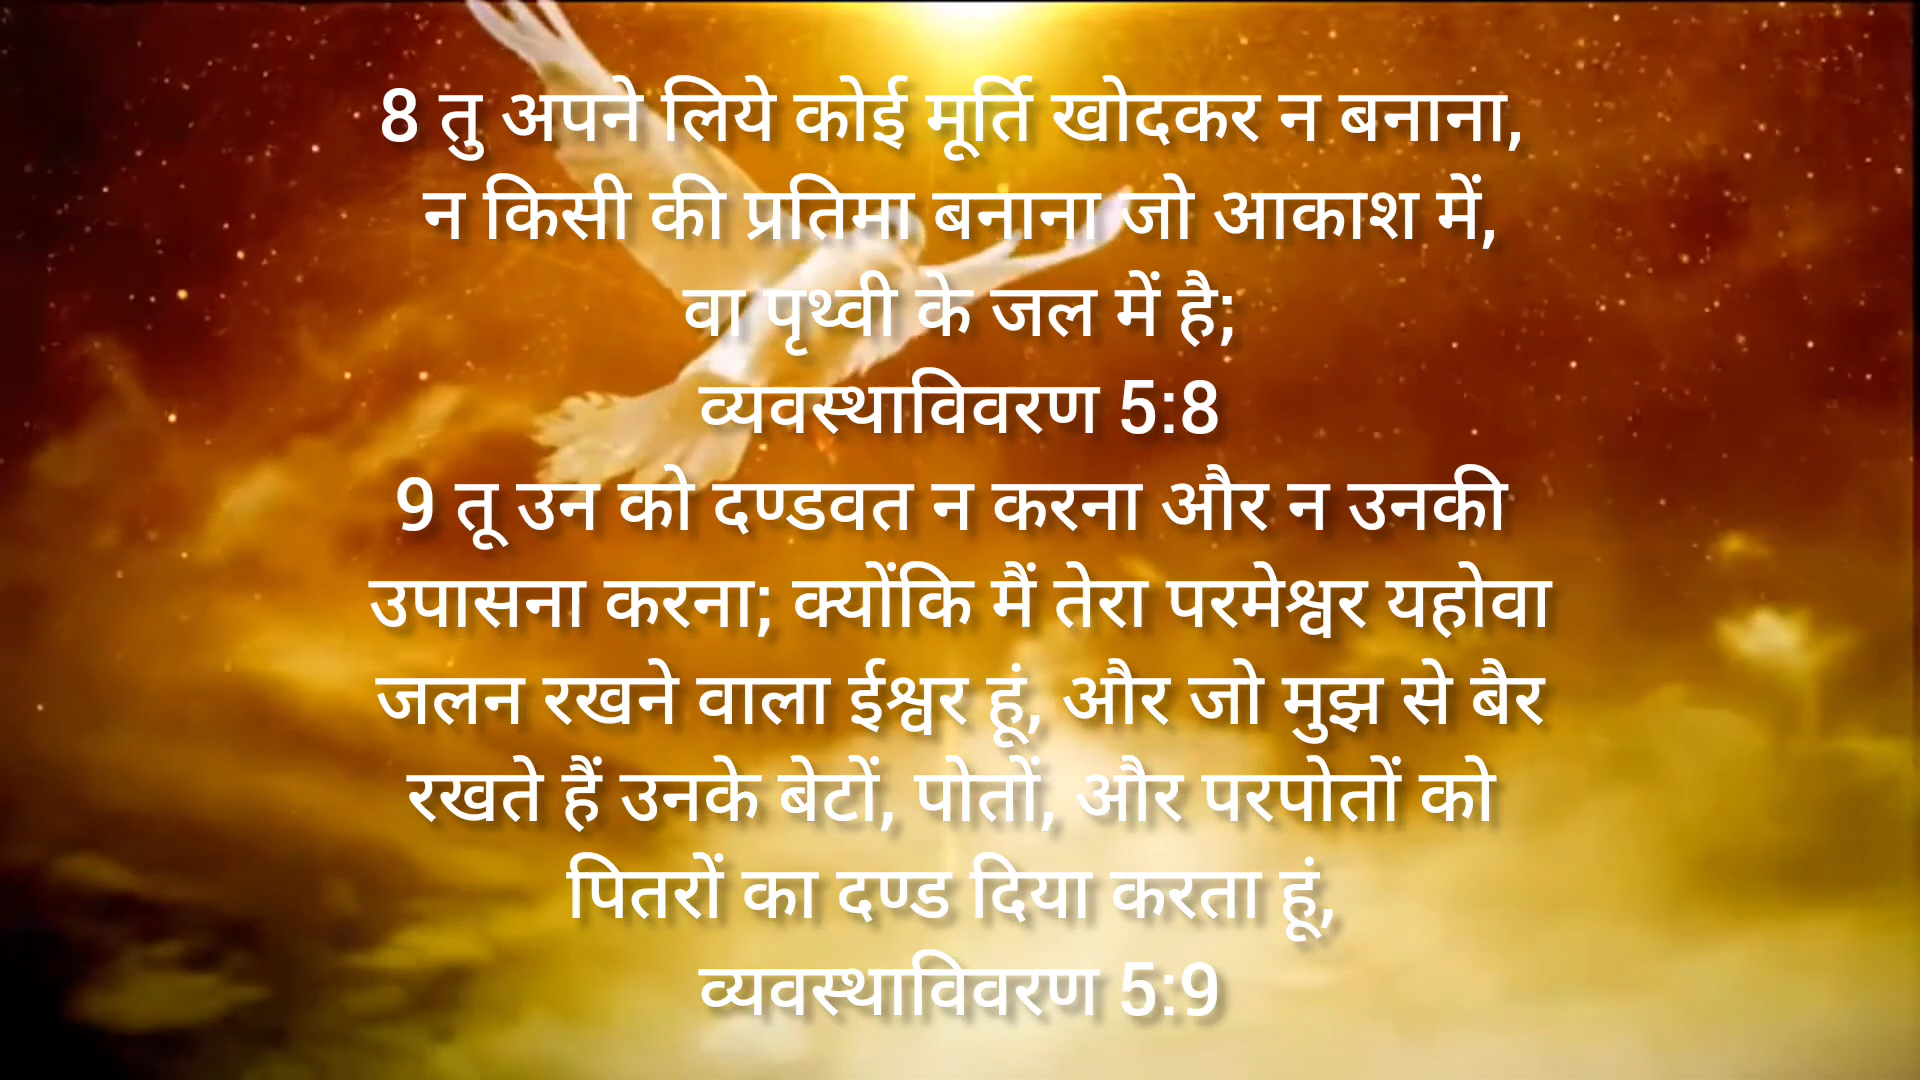 8 तु अपने लिये कोई मूर्ति खोदकर न बनाना,
न किसी की प्रतिमा बनाना जो आकाश में,
वा पृथ्वी के जल में है;
व्यवस्थाविवरण 5:8
9 तू उन को दण्डवत न करना और न उनकी
उपासना करना; क्योंकि मैं तेरा परमेश्वर यहोवा
जलन रखने वाला ईश्वर हूं, और जो मुझ से बैर
रखते हैं उनके बेटों, पोतों, और परपोतों को
पितरों का दण्ड दिया करता हूं,
व्यवस्थाविवरण 5:9